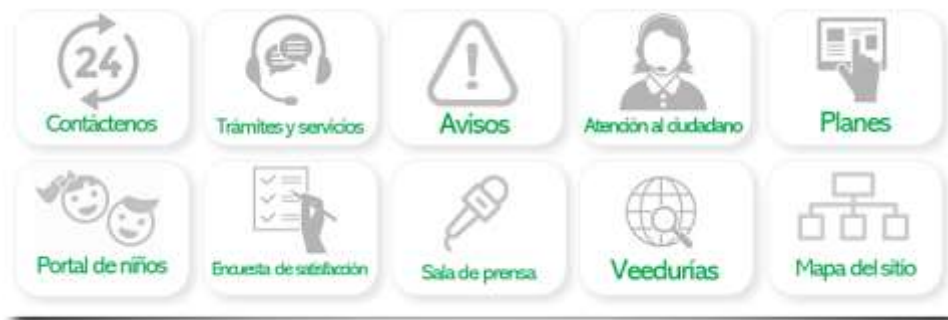 24
Contáctenos
Trámites y servicios
Avisos
Atención al ciudadano
Planes
Portal de niños
Encuesta de satisfacción
Sala de prensa
Veedurías
Mapa del sitio